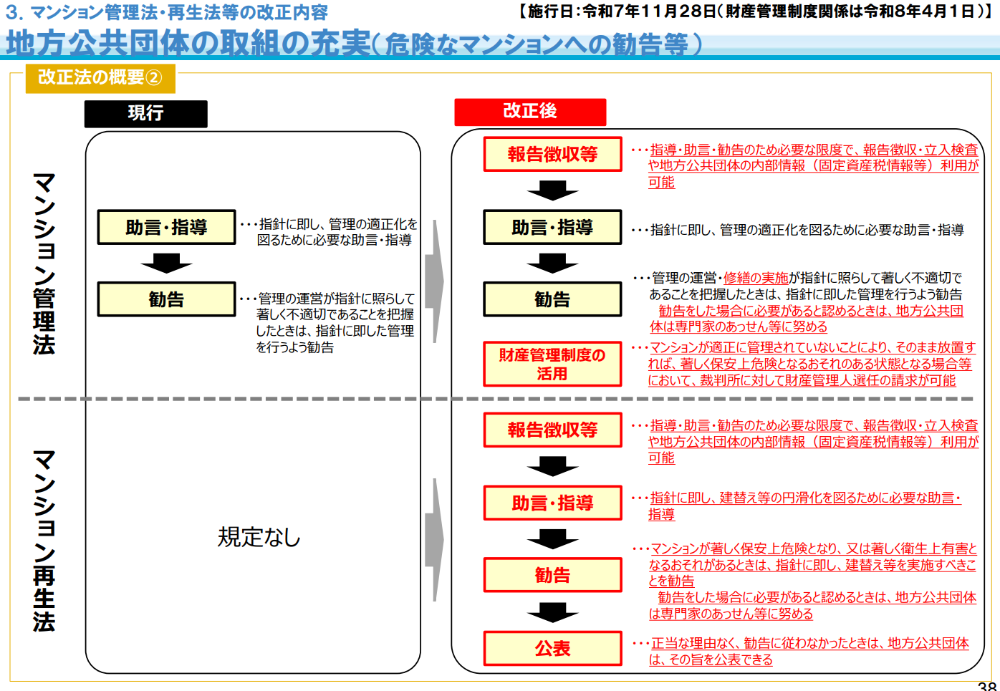 3．マンション管理法・再生法等の改正内容
【施行日：令和7年11月28日（財産管理制度関係は令和8年4月1日）】
地方公共団体の取組の充実（危険なマンションへの勧告等）
改正法の概要②
現行
改正後
マンション管理法
助言・指導
・・・指針に即し、管理の適正化を
図るために必要な助言・指導
勧告
・・・管理の運営が指針に照らして
著しく不適切であることを把握
したときは、指針に即した管理
を行うよう勧告
報告徴収等
・・・指導・助言・勧告のため必要な限度で、報告徴収・立入検査
や地方公共団体の内部情報（固定資産税情報等）利用が
可能
助言・指導
・・・指針に即し、管理の適正化を図るために必要な助言・指導
勧告
・・・管理の運営・修繕の実施が指針に照らして著しく不適切で
あることを把握したときは、指針に即した管理を行うよう勧告
勧告をした場合に必要があると認めるときは、地方公共団
体は専門家のあっせん等に努める
財産管理制度の
活用
・・・マンションが適正に管理されていないことにより、そのまま放置す
れば、著しく保安上危険となるおそれのある状態となる場合等
において、裁判所に対して財産管理人選任の請求が可能
マンション再生法
規定なし
報告徴収等
・・・指導・助言・勧告のため必要な限度で、報告徴収・立入検査
や地方公共団体の内部情報（固定資産税情報等）利用が
可能
助言・指導
・・・指針に即し、建替え等の円滑化を図るために必要な助言・
指導
勧告
・・・マンションが著しく保安上危険となり、又は著しく衛生上有害と
なるおそれがあるときは、指針に即し、建替え等を実施すべきこ
とを勧告
勧告をした場合に必要があると認めるときは、地方公共団体
は専門家のあっせん等に努める
公表
・・・正当な理由なく、勧告に従わなかったときは、地方公共団体
は、その旨を公表できる
38